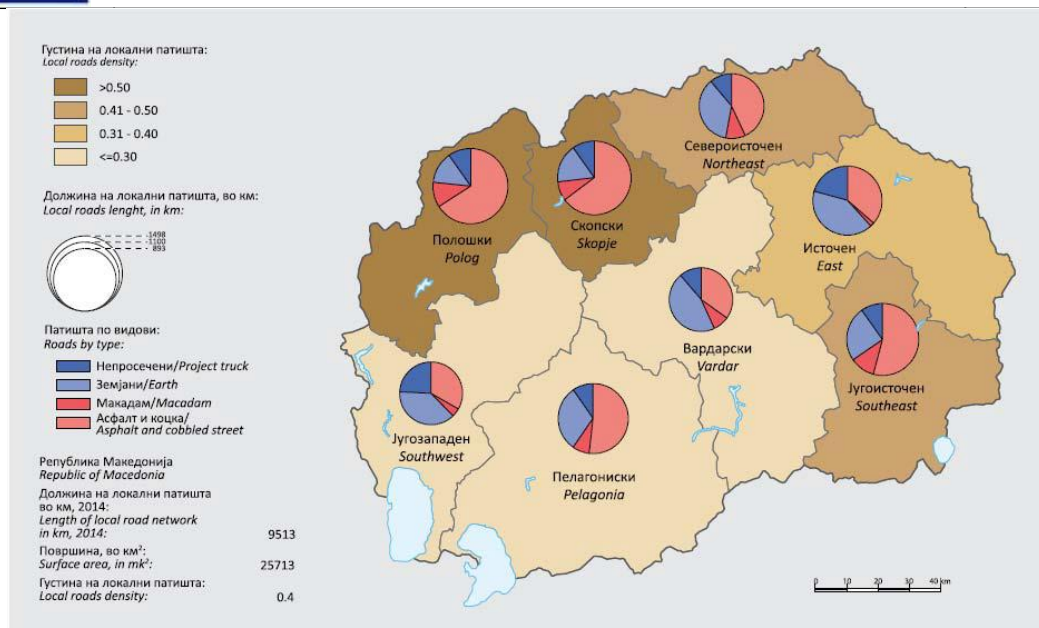 Густина на локални патишта:
Local roads density:
>0.50
0.41 - 0.50
0.31 - 0.40
<=0.30
Должина на локални патишта, во км:
Local roads lenght, in km:
1498
1100
893
Патишта по видови:
Roads by type:
Непросечени/Project truck
Земјани/Earth
Макадам/Macadam
Асфалт и коцка/
Asphalt and cobbled street
Република Македонија
Republic of Macedonia
Должина на локални патишта
во км, 2014:
Length of local road network
in km, 2014: 9513
Површина, во км²:
Surface area, in mk²: 25713
Густина на локални патишта:
Local roads density: 0.4
Североисточен
Northeast
Полошки
Polog
Скопски
Skopje
Источен
East
Вардарски
Vardar
Југоисточен
Southeast
Југозападен
Southwest
Пелагониски
Pelagonia
0 10 20 30 40 km